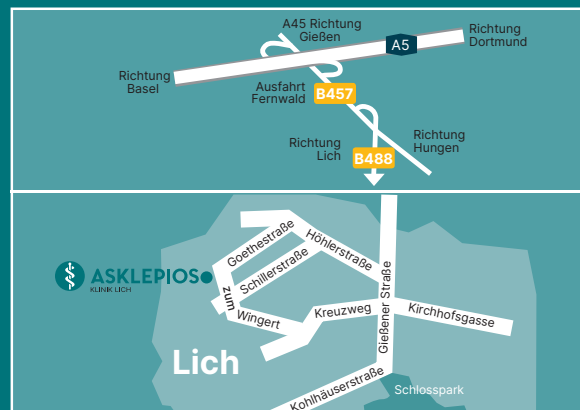 A45 Richtung
Gießen
A5
Richtung
Dortmund
Richtung
Basel
Ausfahrt
Fernwald
B457
Richtung
Lich
B488
Richtung
Hungen
Goethestraße
Höhlerstraße
Schillerstraße
ASKLEPIOS
KLINIK LICH
zum
Wingert
Kreuzweg
Gießener Straße
Kirchhofsgasse
Lich
Kohlhäuserstraße
Schlosspark